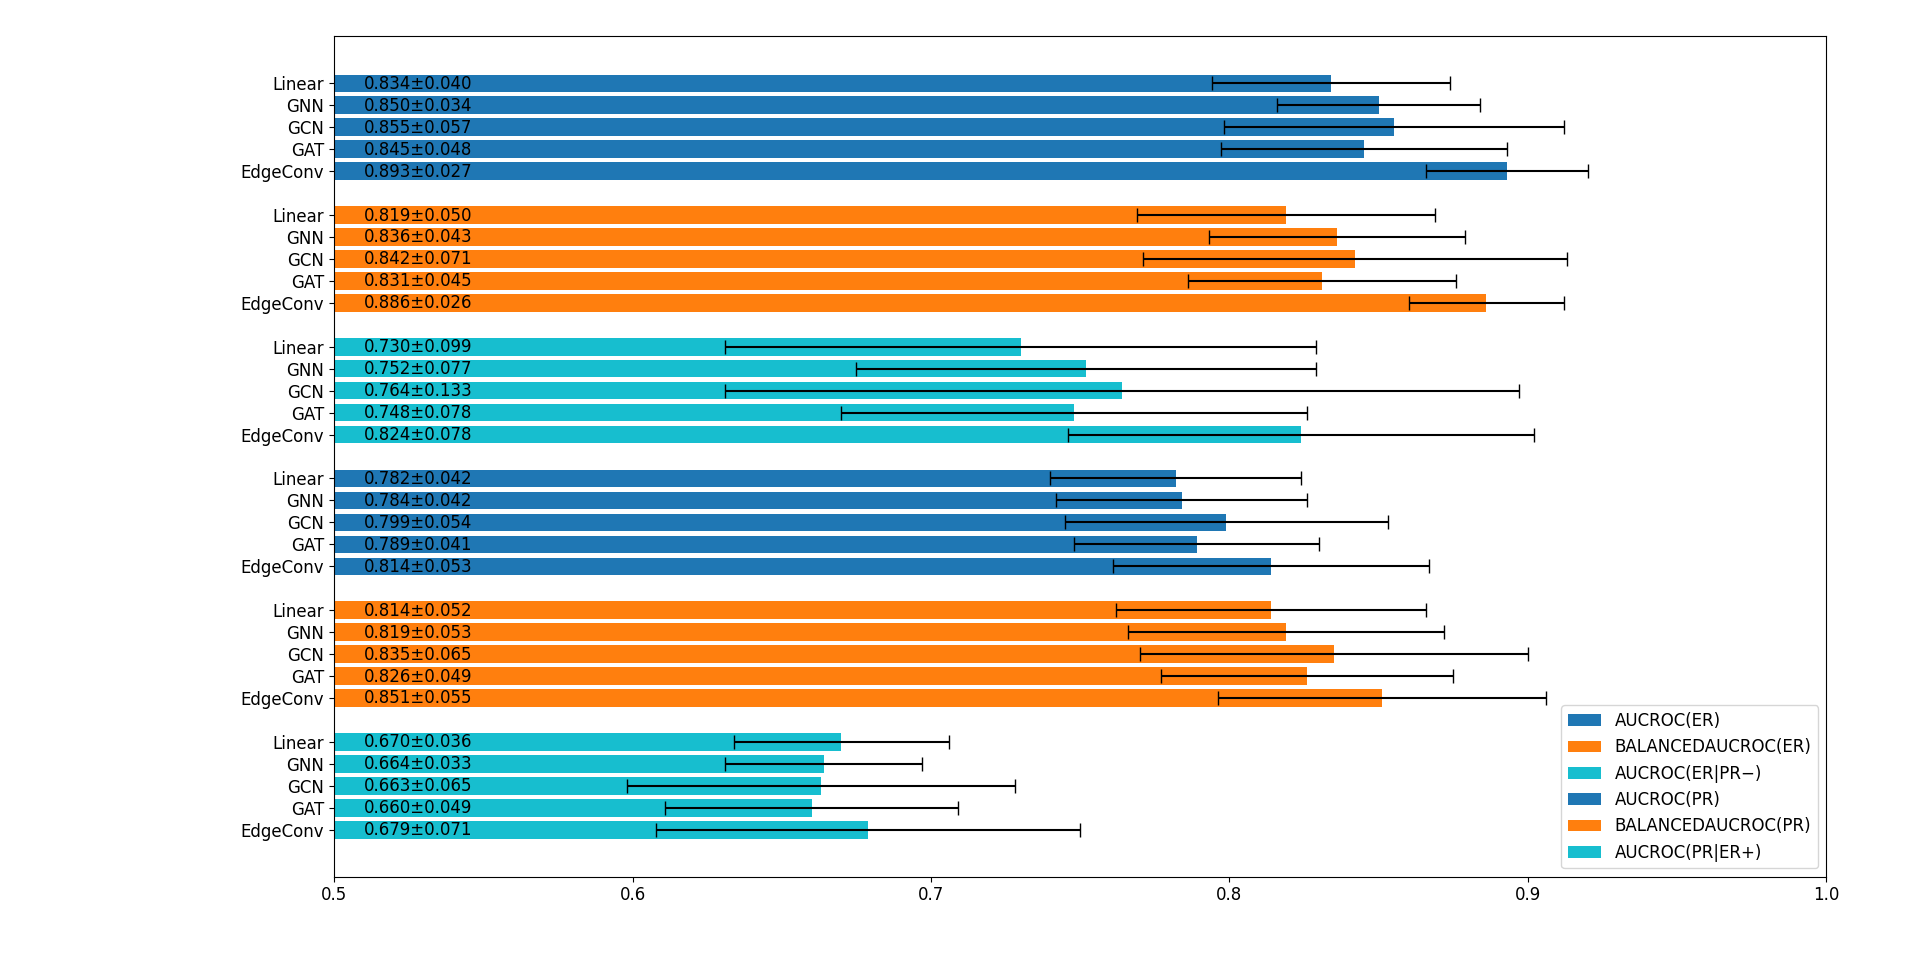 Linear 0.834±0.040
GNN 0.850±0.034
GCN 0.855±0.057
GAT 0.845±0.048
EdgeConv 0.893±0.027
Linear 0.819±0.050
GNN 0.836±0.043
GCN 0.842±0.071
GAT 0.831±0.045
EdgeConv 0.886±0.026
Linear 0.730±0.099
GNN 0.752±0.077
GCN 0.764±0.133
GAT 0.748±0.078
EdgeConv 0.824±0.078
Linear 0.782±0.042
GNN 0.784±0.042
GCN 0.799±0.054
GAT 0.789±0.041
EdgeConv 0.814±0.053
Linear 0.814±0.052
GNN 0.819±0.053
GCN 0.835±0.065
GAT 0.826±0.049
EdgeConv 0.851±0.055
Linear 0.670±0.036
GNN 0.664±0.033
GCN 0.663±0.065
GAT 0.660±0.049
EdgeConv 0.679±0.071
AUCROC(ER)
BALANCEDAUCROC(ER)
AUCROC(ER|PR−)
AUCROC(PR)
BALANCEDAUCROC(PR)
AUCROC(PR|ER+)
0.5 0.6 0.7 0.8 0.9 1.0